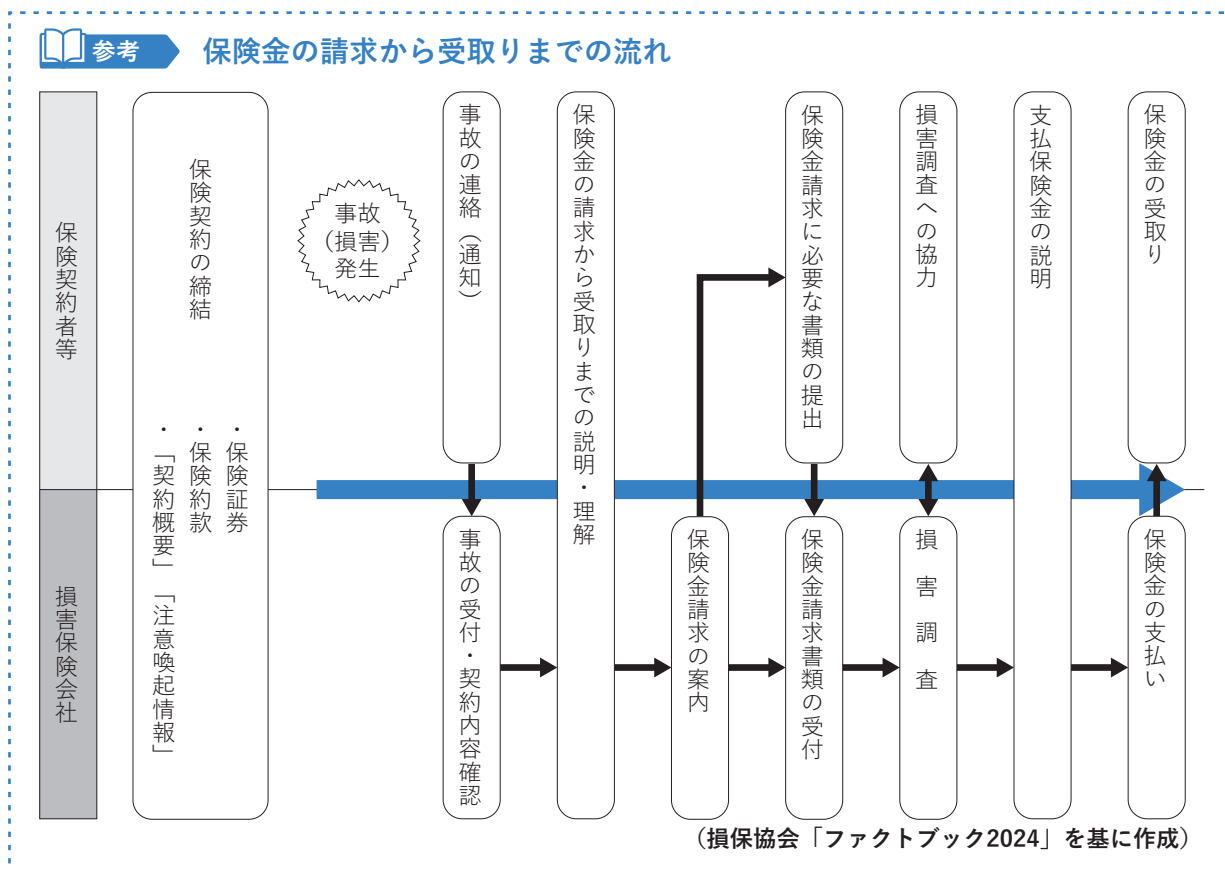 参考
保険金の請求から受取りまでの流れ
保険契約者等
損害保険会社
保険契約の締結
・保険証券
・保険約款
・「契約概要」「注意喚起情報」
事故
（損害）
発生
事故の連絡（通知）
事故の受付・契約内容確認
保険金の請求から受取りまでの説明・理解
保険金請求の案内
保険金請求に必要な書類の提出
保険金請求書類の受付
損害調査への協力
損害調査
支払保険金の説明
保険金の受取り
保険金の支払い
（損保協会「ファクトブック2024」を基に作成）